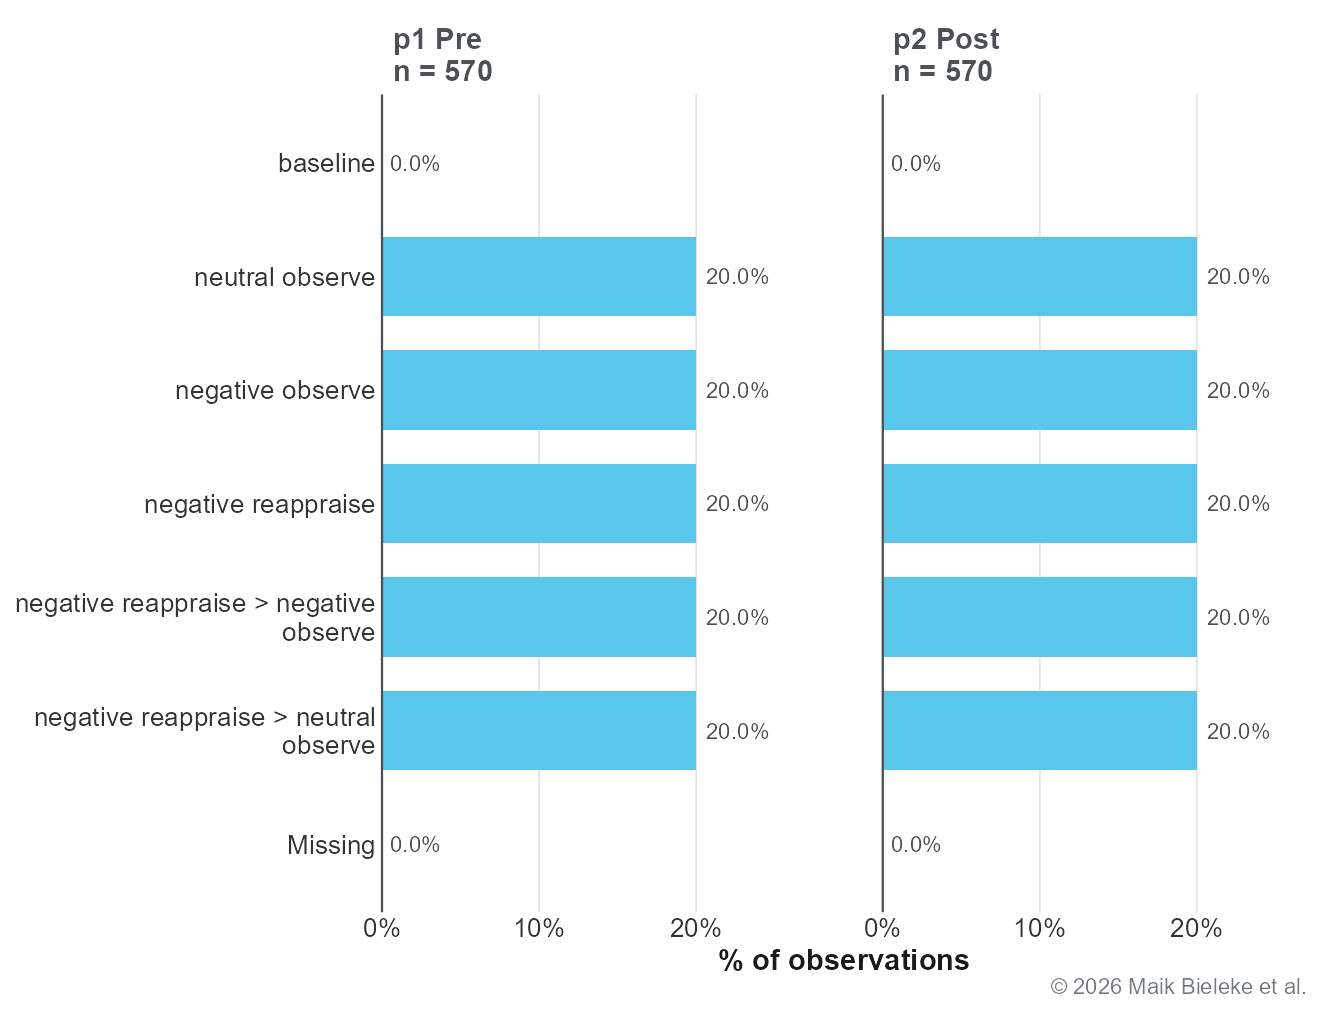 p1 Pre
n = 570
p2 Post
n = 570
baseline
0.0%
0.0%
neutral observe
20.0%
20.0%
negative observe
20.0%
20.0%
negative reappraise
20.0%
20.0%
negative reappraise > negative
observe
20.0%
20.0%
negative reappraise > neutral
observe
20.0%
20.0%
Missing
0.0%
0.0%
0%
10%
20%
0%
10%
20%
% of observations
© 2026 Maik Bieleke et al.